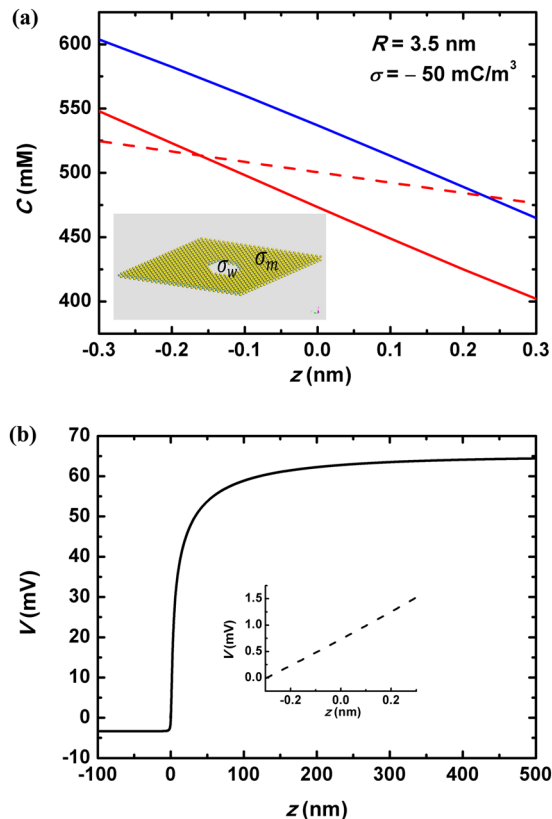 (a)
R = 3.5 nm
σ = − 50 mC/m³
C (mM)
600
550
500
450
400
σw
σm
-0.3 -0.2 -0.1 0.0 0.1 0.2 0.3
z (nm)
(b)
V (mV)
70
60
50
40
30
20
10
0
-10
V (mV)
1.5
1.0
0.5
0.0
-0.2 0.0 0.2
z (nm)
-100 0 100 200 300 400 500
z (nm)